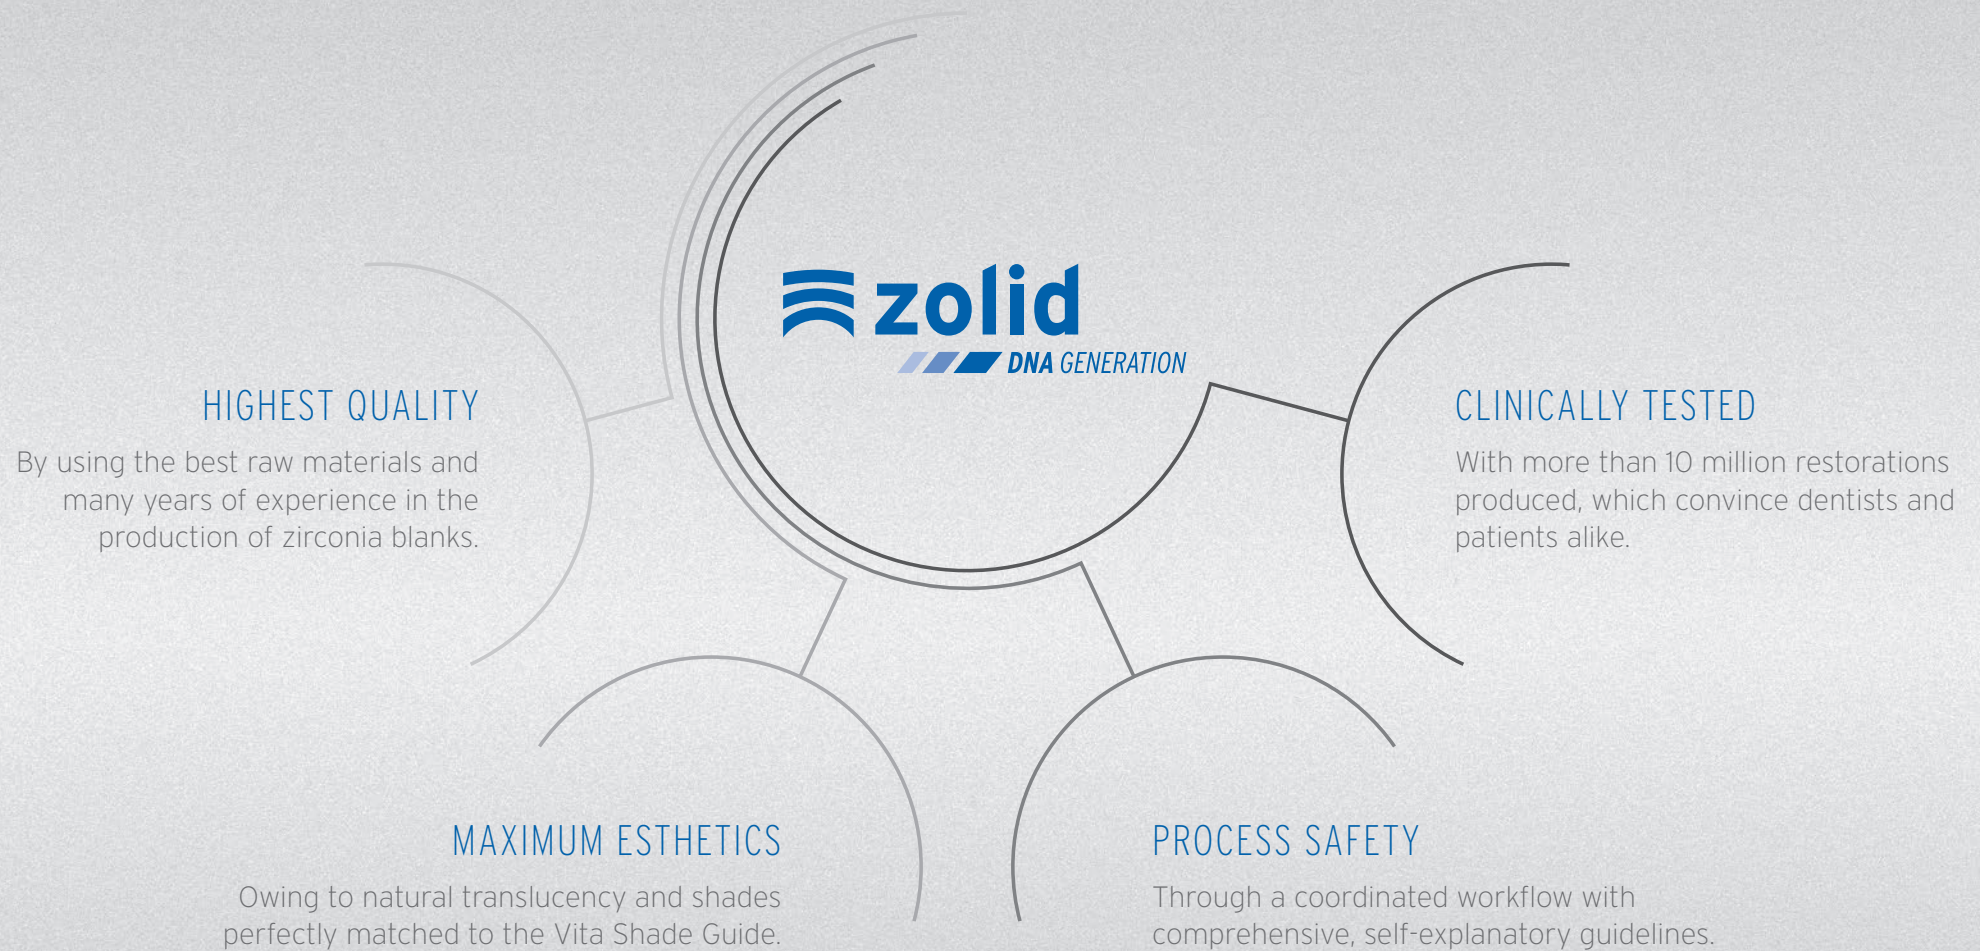 zolid
DNA GENERATION
HIGHEST QUALITY
By using the best raw materials and
many years of experience in the
production of zirconia blanks.
CLINICALLY TESTED
With more than 10 million restorations
produced, which convince dentists and
patients alike.
MAXIMUM ESTHETICS
Owing to natural translucency and shades
perfectly matched to the Vita Shade Guide.
PROCESS SAFETY
Through a coordinated workflow with
comprehensive, self-explanatory guidelines.